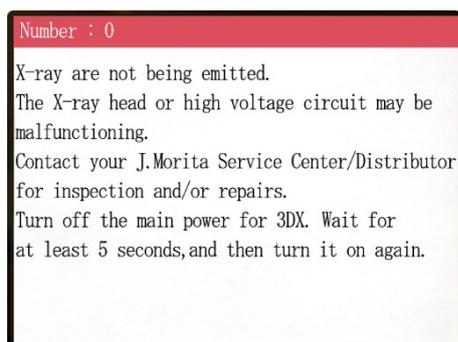 Number : 0
X-ray are not being emitted.
The X-ray head or high voltage circuit may be
malfunctioning.
Contact your J.Morita Service Center/Distributor
for inspection and/or repairs.
Turn off the main power for 3DX. Wait for
at least 5 seconds,and then turn it on again.